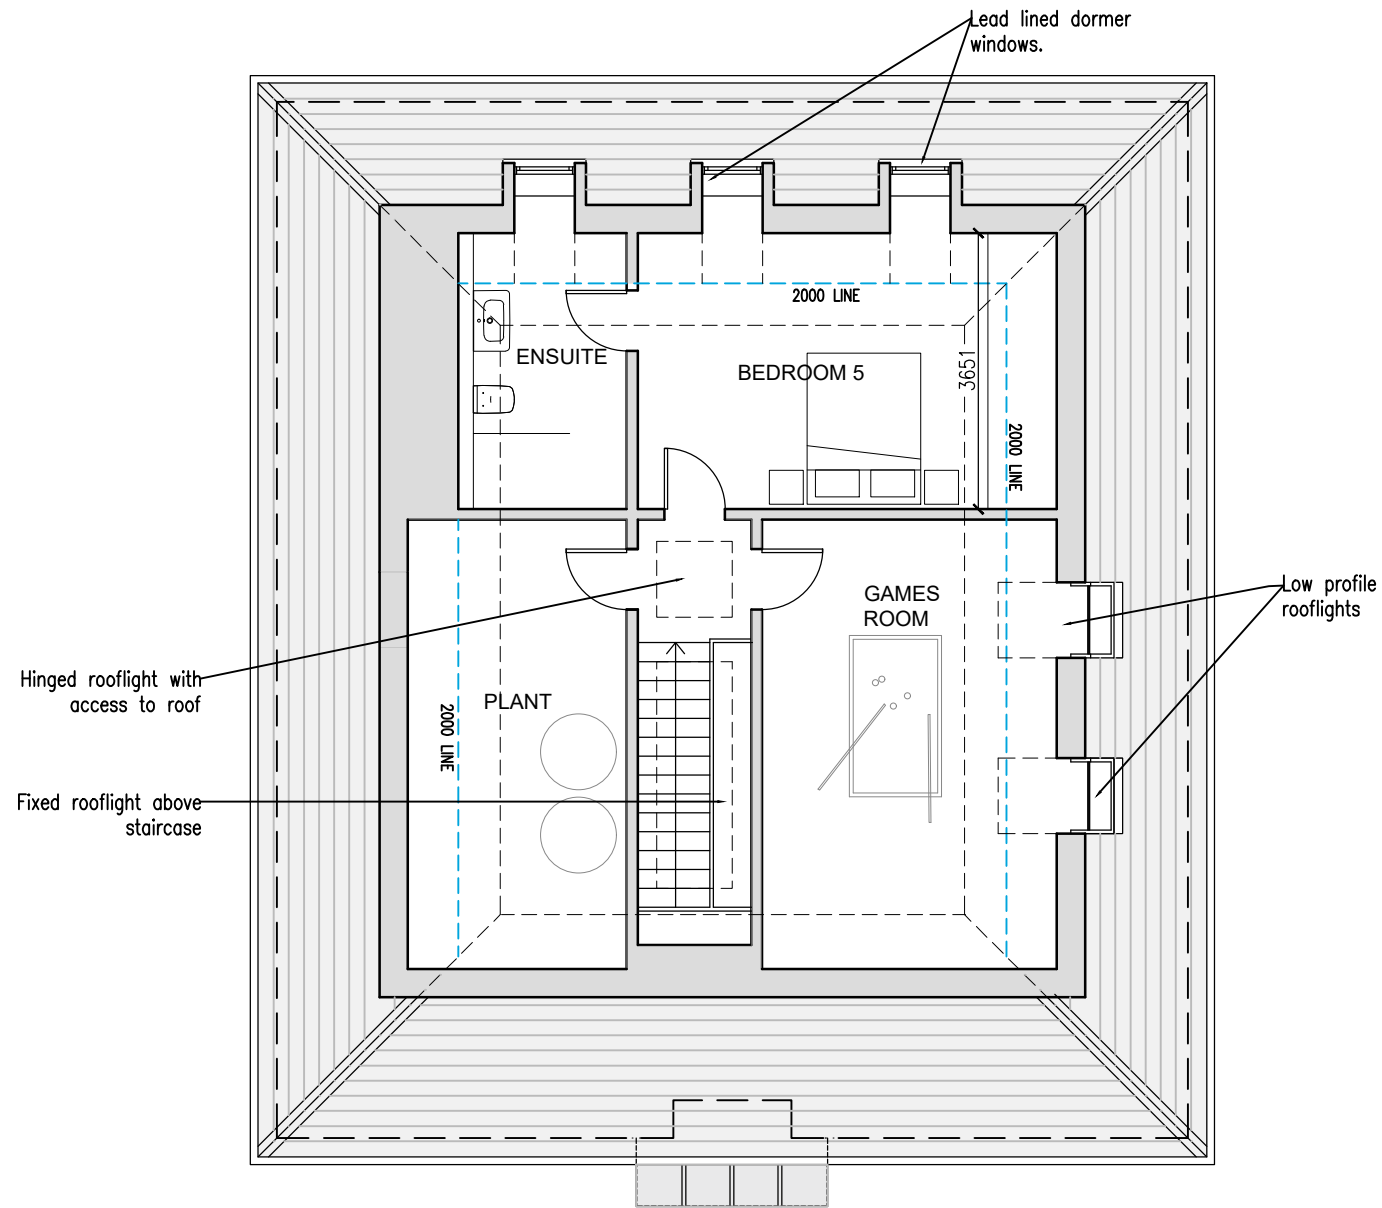 Lead lined dormer
windows.
2000 LINE
ENSUITE
BEDROOM 5
3651
2000 LINE
GAMES
ROOM
Low profile
rooflights
Hinged rooflight with
access to roof
PLANT
2000 LINE
Fixed rooflight above
staircase